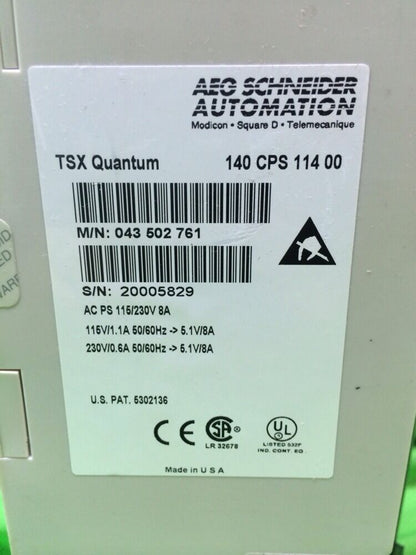 AEG SCHNEIDER
AUTOMATION
Modicon • Square D • Telemecanique
TSX Quantum 140 CPS 114 00
M/N: 043 502 761
S/N: 20005829
AC PS 115/230V 8A
115V/1.1A 50/60Hz -> 5.1V/8A
230V/0.6A 50/60Hz -> 5.1V/8A
U.S. PAT. 5302136
CE SA ® UL ®
LR 32678 LISTED 532F
IND. CONT. EQ.
Made in U S A